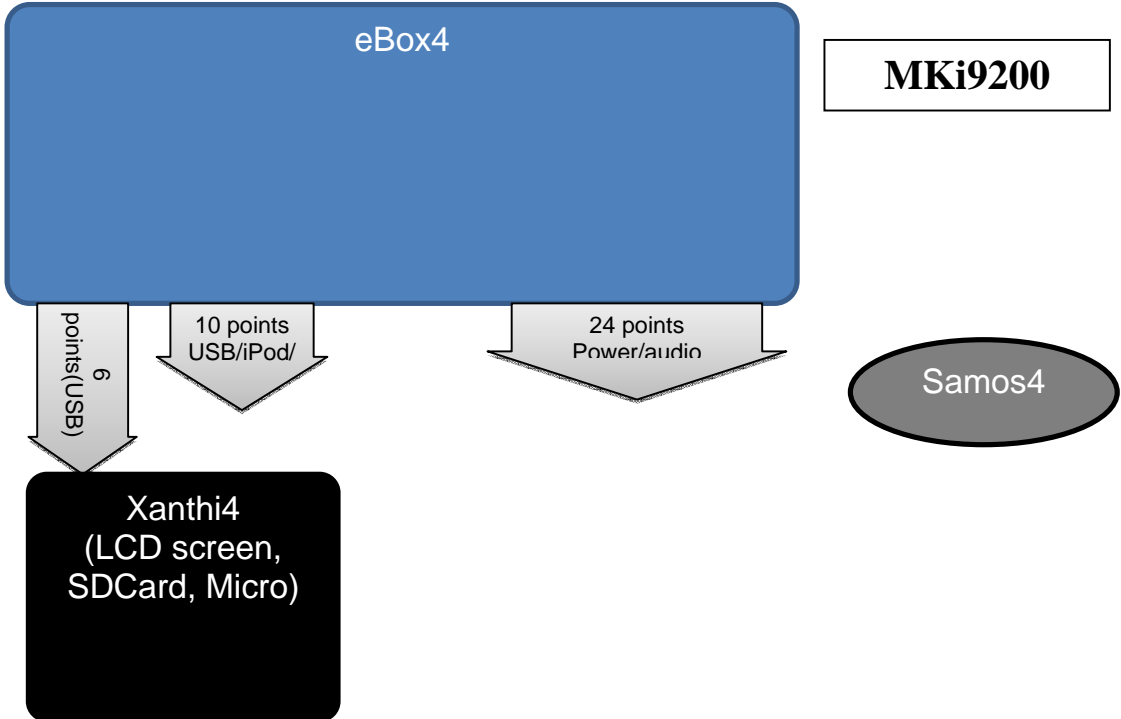 eBox4
MKi9200
6
points(USB)
10 points
USB/iPod/
24 points
Power/audio
Samos4
Xanthi4
(LCD screen,
SDCard, Micro)